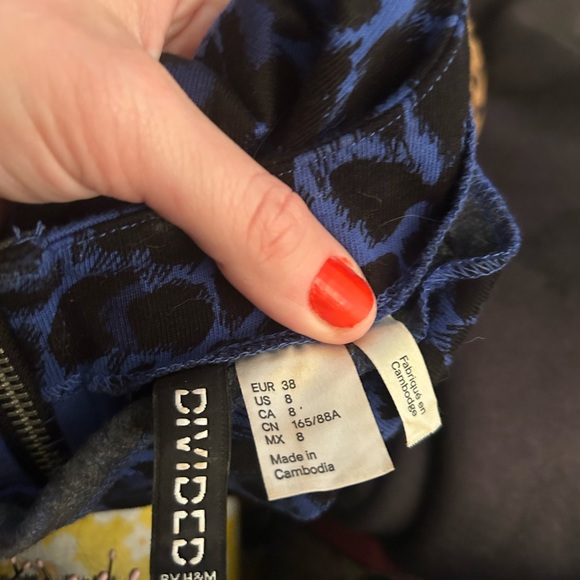 EUR 38
US 8
CA 8
CN 165/88A
MX 8
Made in
Cambodia
Fabriqué en
Cambodge
DIVIDED
BY H&M